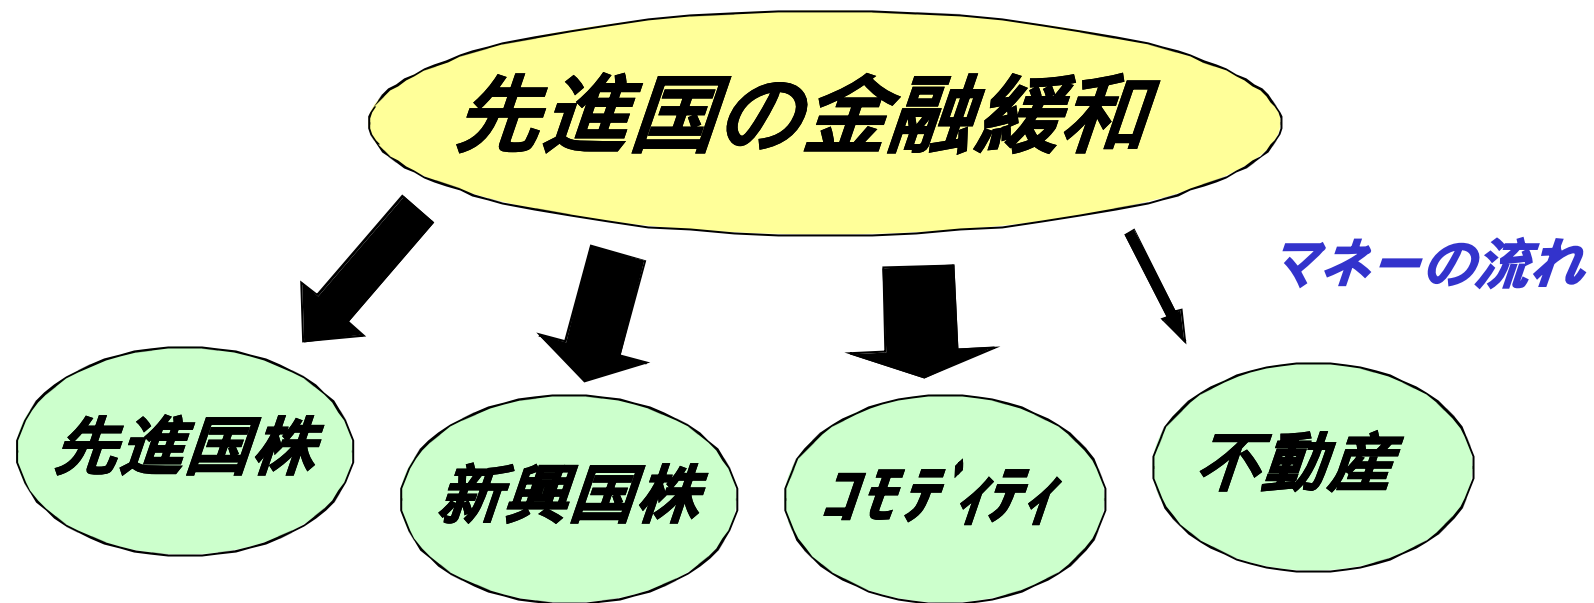 先進国の金融緩和
マネーの流れ
先進国株
新興国株
ｺﾓﾃﾞｨﾃｨ
不動産